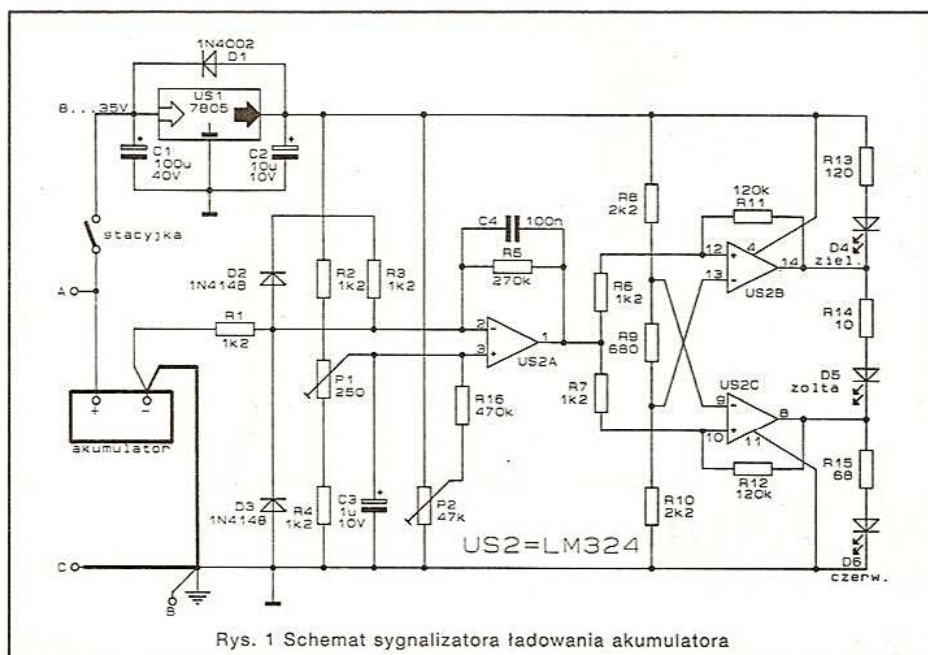 1N4002
D1
8...35V
US1
7805
C1
100u
40V
C2
10u
10V
stacyjka
A
D2
1N4148
R1
1k2
R2
1k2
R3
1k2
C4
100n
R5
270k
2
3
1
US2A
P1
250
R16
470k
+
-
akumulator
D3
1N4148
R4
1k2
C3
1u
10V
P2
47k
US2=LM324
C
B
R6
1k2
R7
1k2
R8
2k2
R9
680
R10
2k2
120k
R11
12
13
4
14
US2B
US2C
9
10
8
11
R12
120k
R13
120
D4
ziel.
R14
10
D5
zolta
R15
68
D6
czerw.
Rys. 1 Schemat sygnalizatora ładowania akumulatora